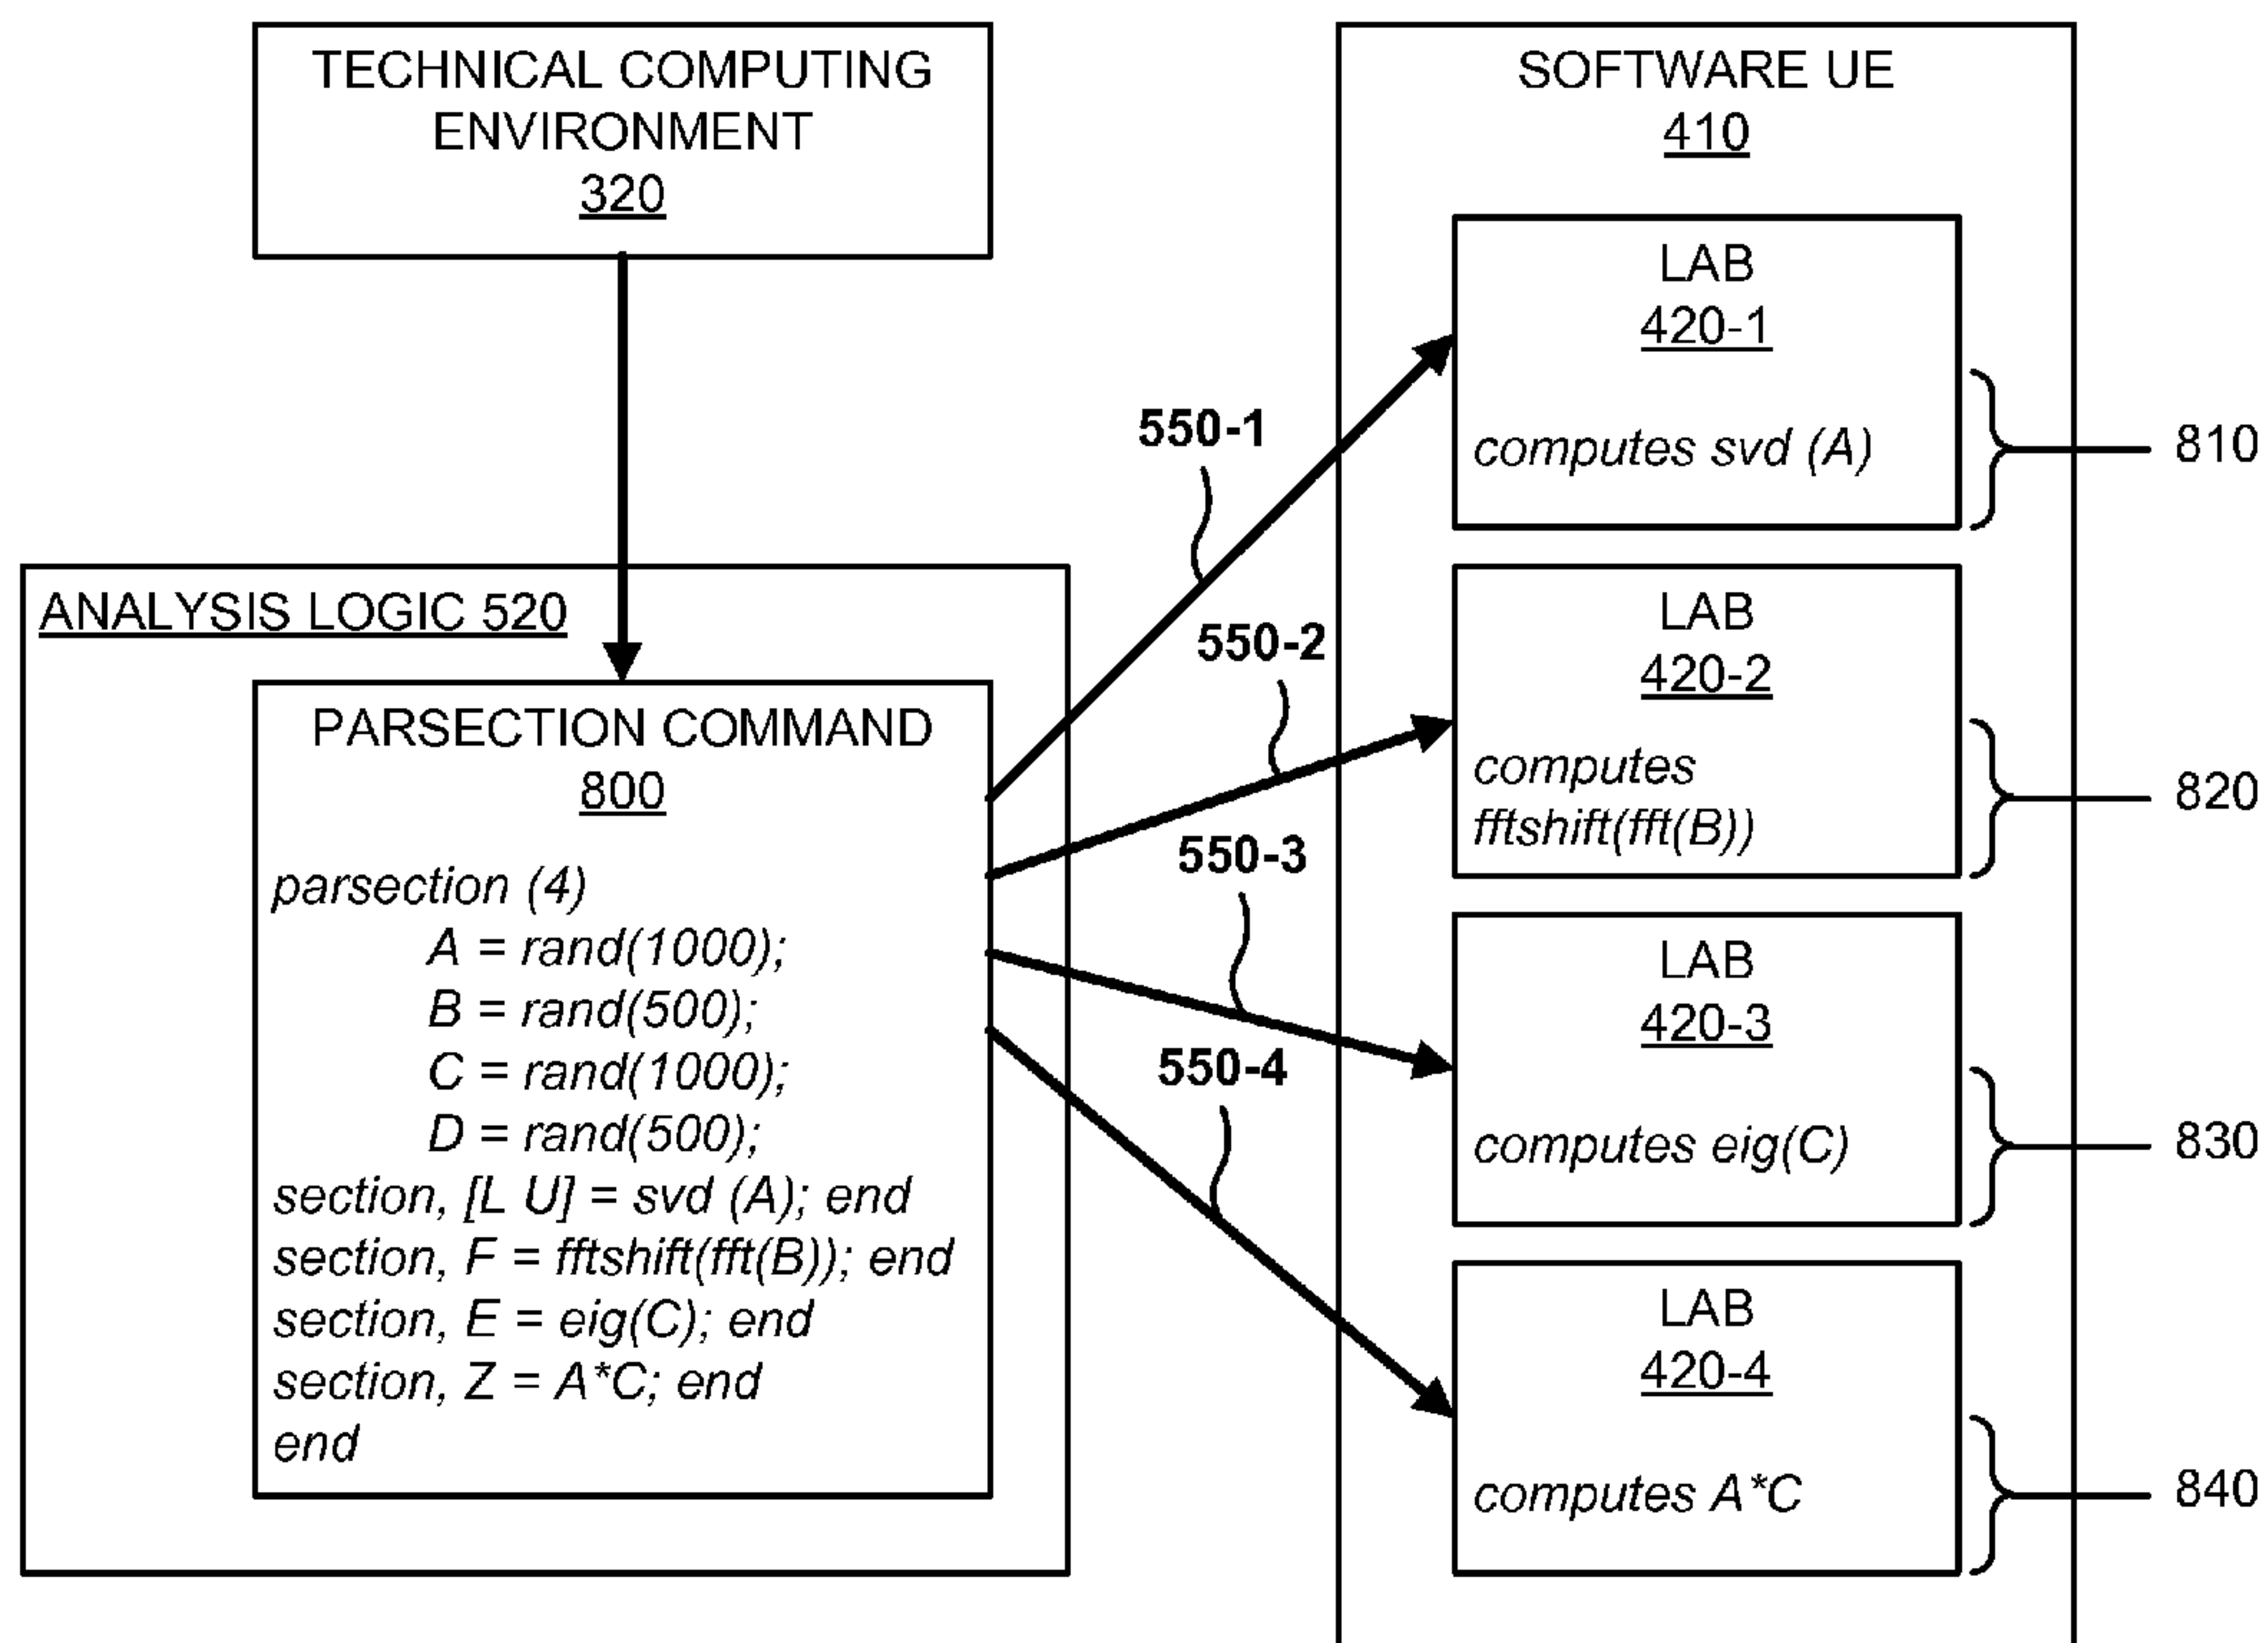 TECHNICAL COMPUTING
ENVIRONMENT
320
ANALYSIS LOGIC 520
PARSECTION COMMAND
800
parsection (4)
A = rand(1000);
B = rand(500);
C = rand(1000);
D = rand(500);
section, [L U] = svd (A); end
section, F = fftshift(fft(B)); end
section, E = eig(C); end
section, Z = A*C; end
end
550-1
550-2
550-3
550-4
SOFTWARE UE
410
LAB
420-1
computes svd (A)
810
LAB
420-2
computes
fftshift(fft(B))
820
LAB
420-3
computes eig(C)
830
LAB
420-4
computes A*C
840